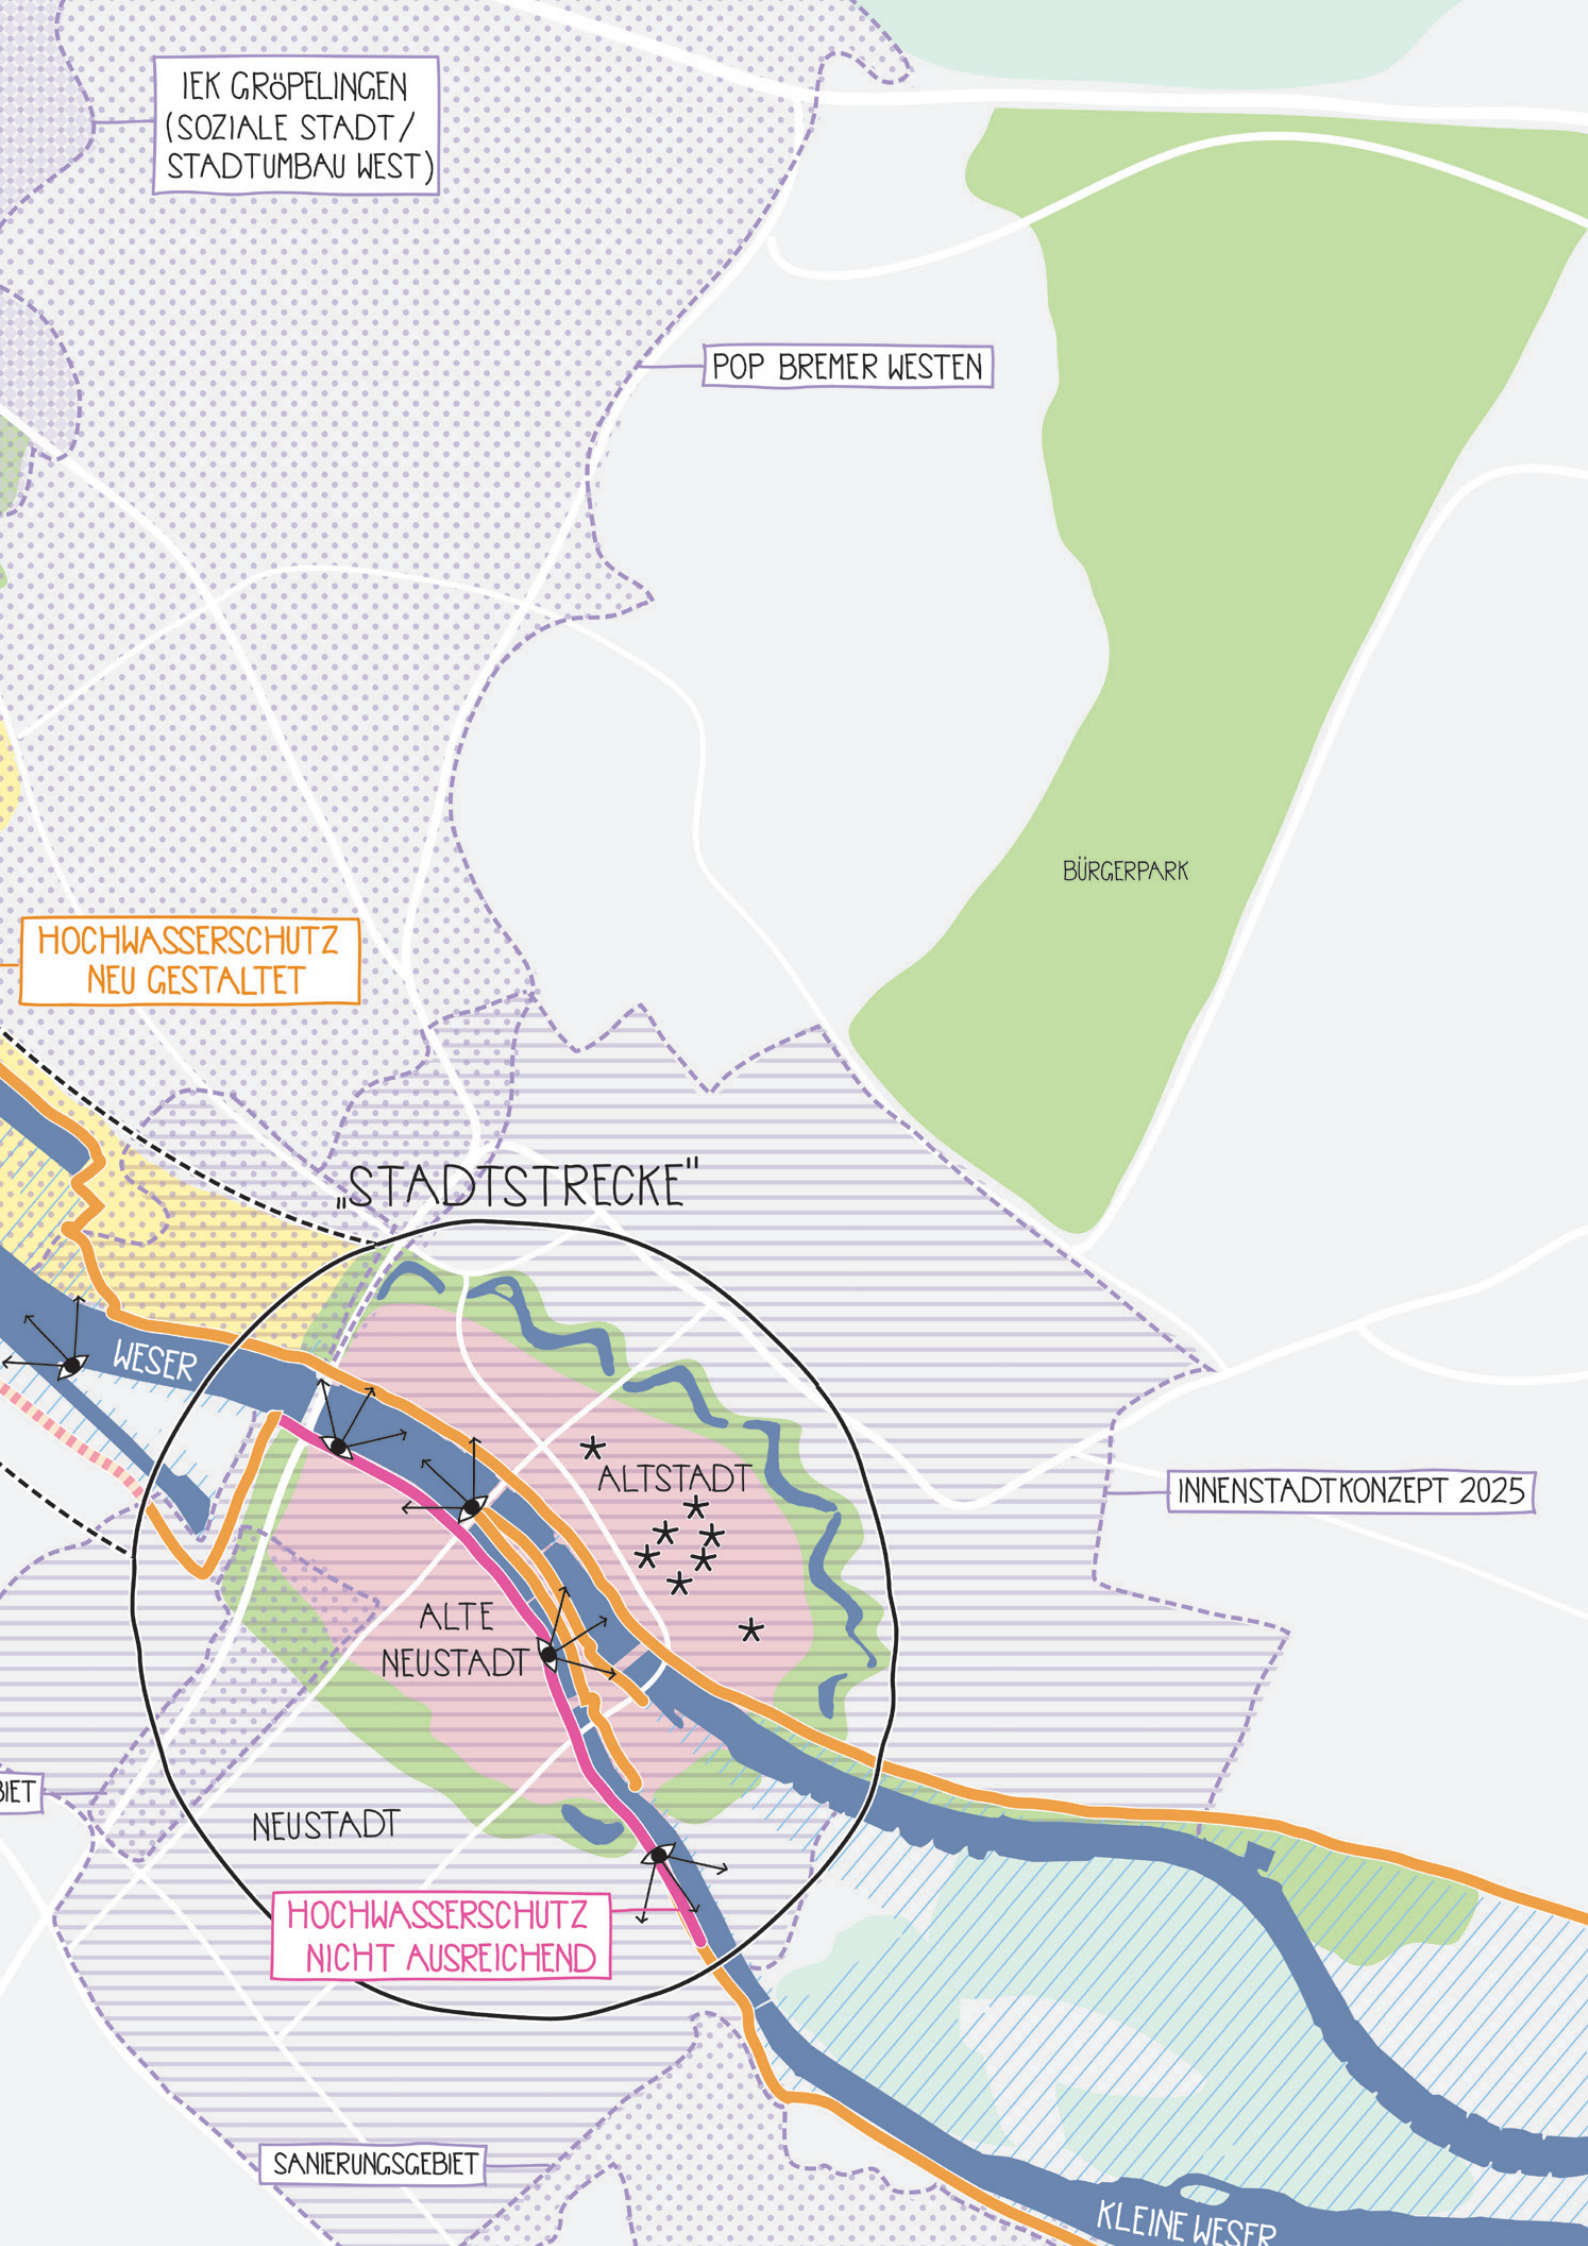 IEK GRÖPELINGEN
(SOZIALE STADT/
STADTUMBAU WEST)
POP BREMER WESTEN
BÜRGERPARK
HOCHWASSERSCHUTZ
NEU GESTALTET
„STADTSTRECKE"
WESER
ALTSTADT
INNENSTADTKONZEPT 2025
ALTE
NEUSTADT
BIET
NEUSTADT
HOCHWASSERSCHUTZ
NICHT AUSREICHEND
SANIERUNGSGEBIET
KLEINE WESER